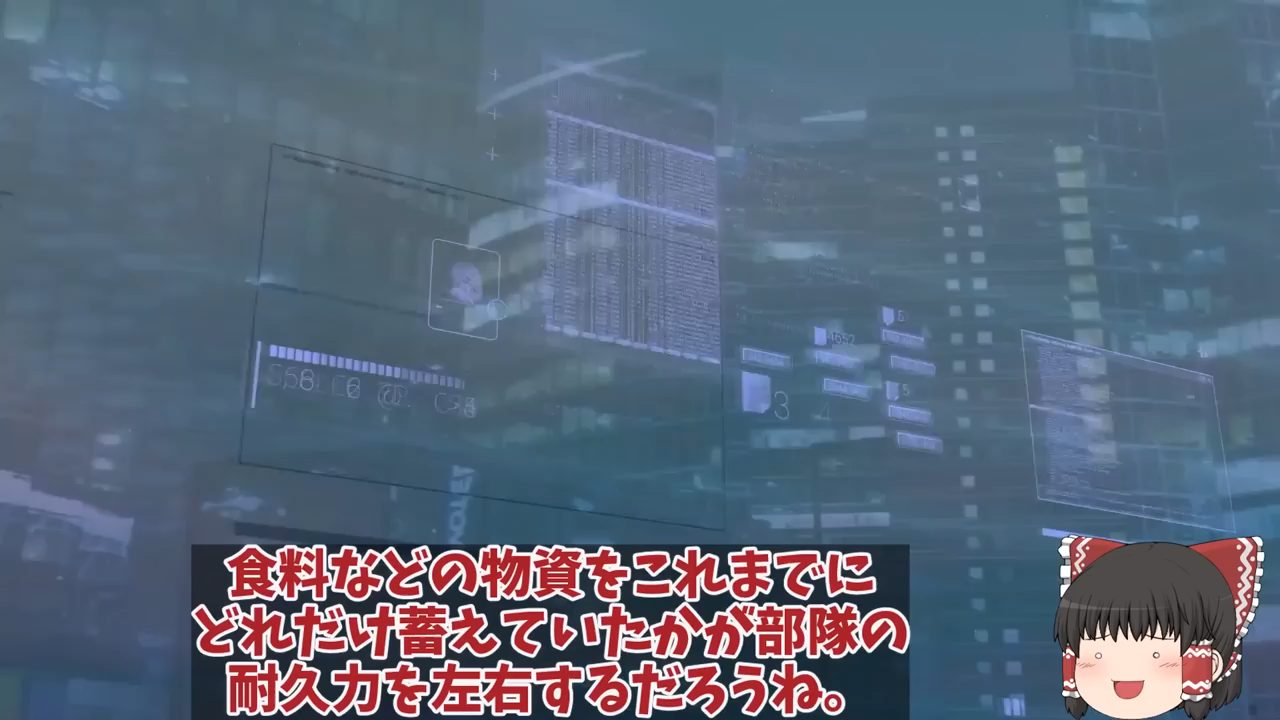 食料などの物資をこれまでに
どれだけ蓄えていたかが部隊の
耐久力を左右するだろうね。